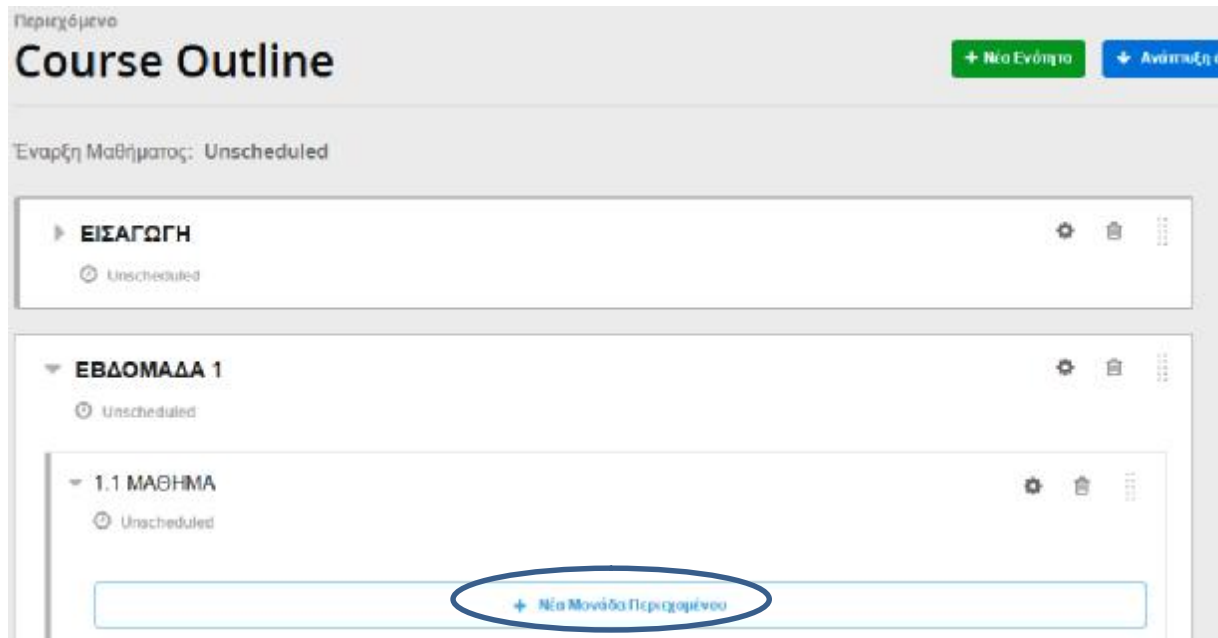 Περιεχόμενο
Course Outline
+ Νέα Ενότητα
Ανάπτυξη
Έναρξη Μαθήματος: Unscheduled
ΕΙΣΑΓΩΓΗ
Unscheduled
ΕΒΔΟΜΑΔΑ 1
Unscheduled
1.1 ΜΑΘΗΜΑ
Unscheduled
+ Νέα Μονάδα Περιεχομένου